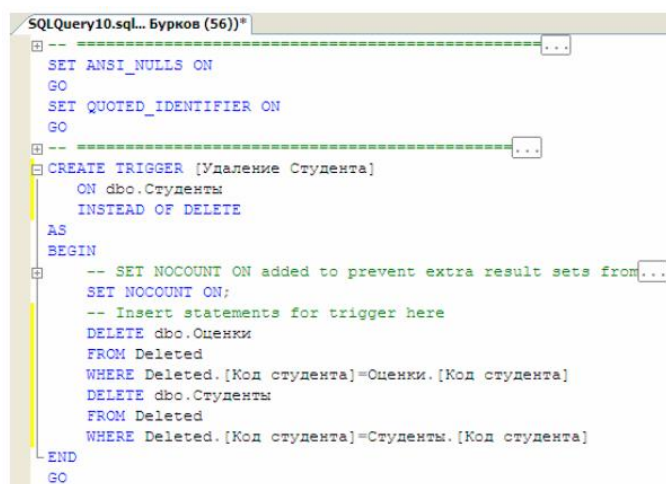 SQLQuery10.sql... Бурков (56))*
-- ================================================...
SET ANSI_NULLS ON
GO
SET QUOTED_IDENTIFIER ON
GO
-- =============================================...
CREATE TRIGGER [Удаление Студента]
ON dbo.Студенты
INSTEAD OF DELETE
AS
BEGIN
-- SET NOCOUNT ON added to prevent extra result sets from...
SET NOCOUNT ON;
-- Insert statements for trigger here
DELETE dbo.Оценки
FROM Deleted
WHERE Deleted.[Код студента]=Оценки.[Код студента]
DELETE dbo.Студенты
FROM Deleted
WHERE Deleted.[Код студента]=Студенты.[Код студента]
END
GO